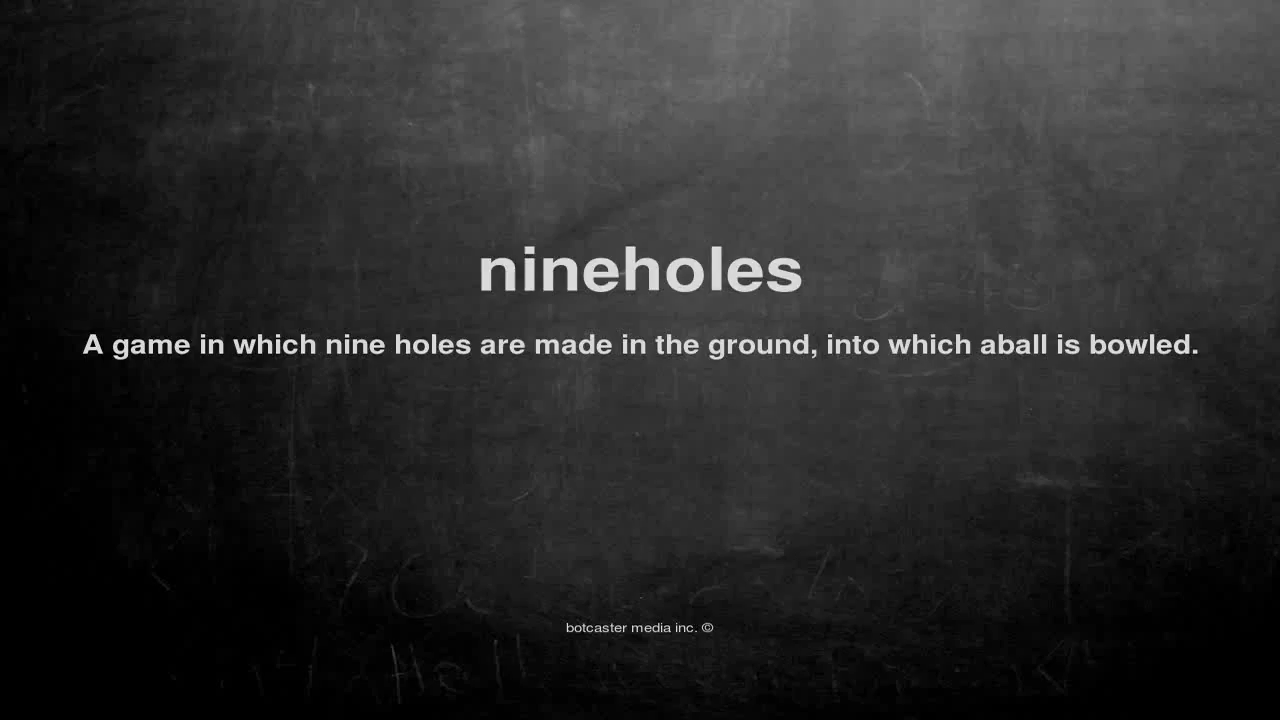 nineholes
A game in which nine holes are made in the ground, into which aball is bowled.
botcaster media inc. ©